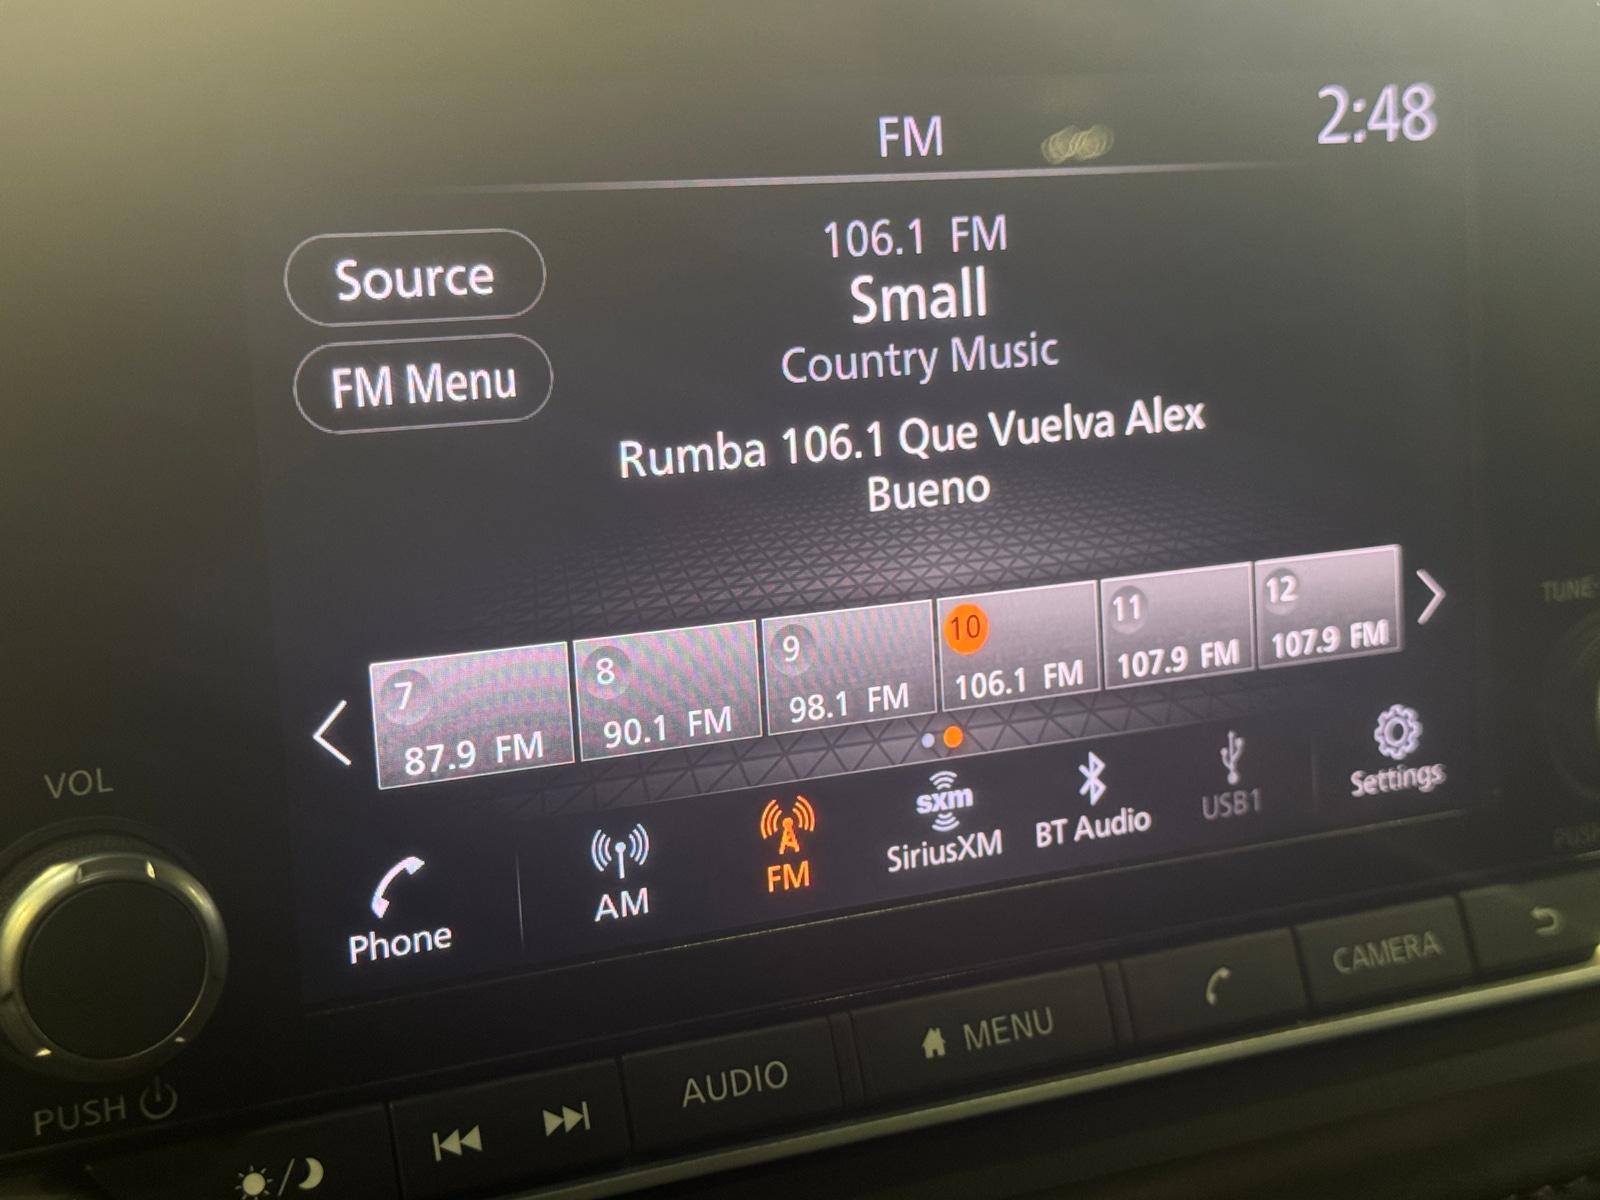 FM
2:48
Source
106.1 FM
Small
FM Menu
Country Music
Rumba 106.1 Que Vuelva Alex
Bueno
7
87.9 FM
8
90.1 FM
9
98.1 FM
10
106.1 FM
11
107.9 FM
12
107.9 FM
VOL
TUNE
Phone
AM
FM
sxm
SiriusXM
BT Audio
USB1
Settings
PUSH
PUSH
AUDIO
MENU
CAMERA